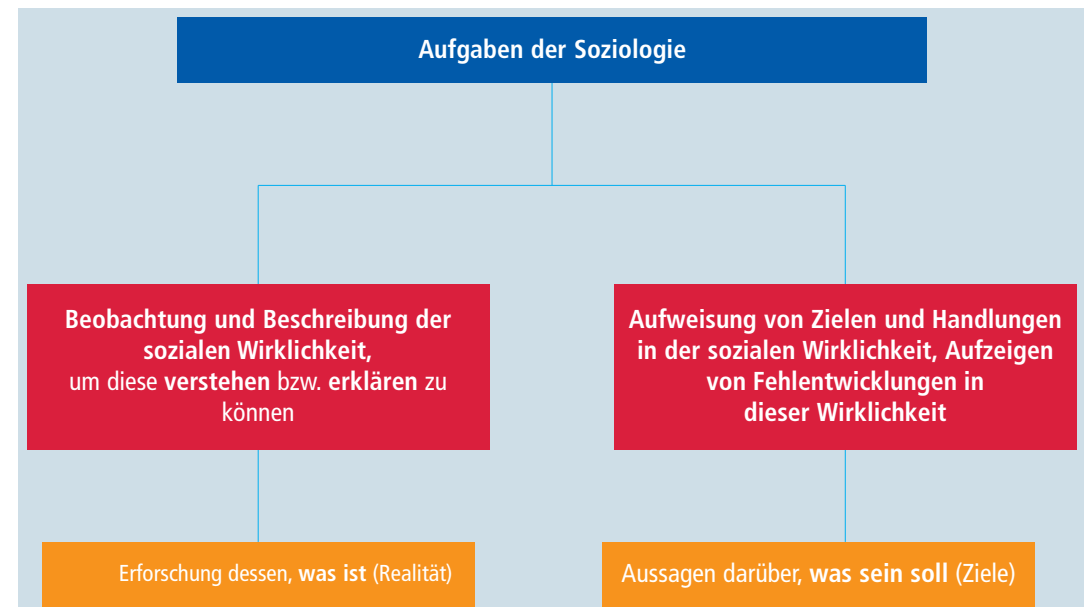 Aufgaben der Soziologie
Beobachtung und Beschreibung der
sozialen Wirklichkeit,
um diese verstehen bzw. erklären zu
können
Aufweisung von Zielen und Handlungen
in der sozialen Wirklichkeit, Aufzeigen
von Fehlentwicklungen in
dieser Wirklichkeit
Erforschung dessen, was ist (Realität)
Aussagen darüber, was sein soll (Ziele)